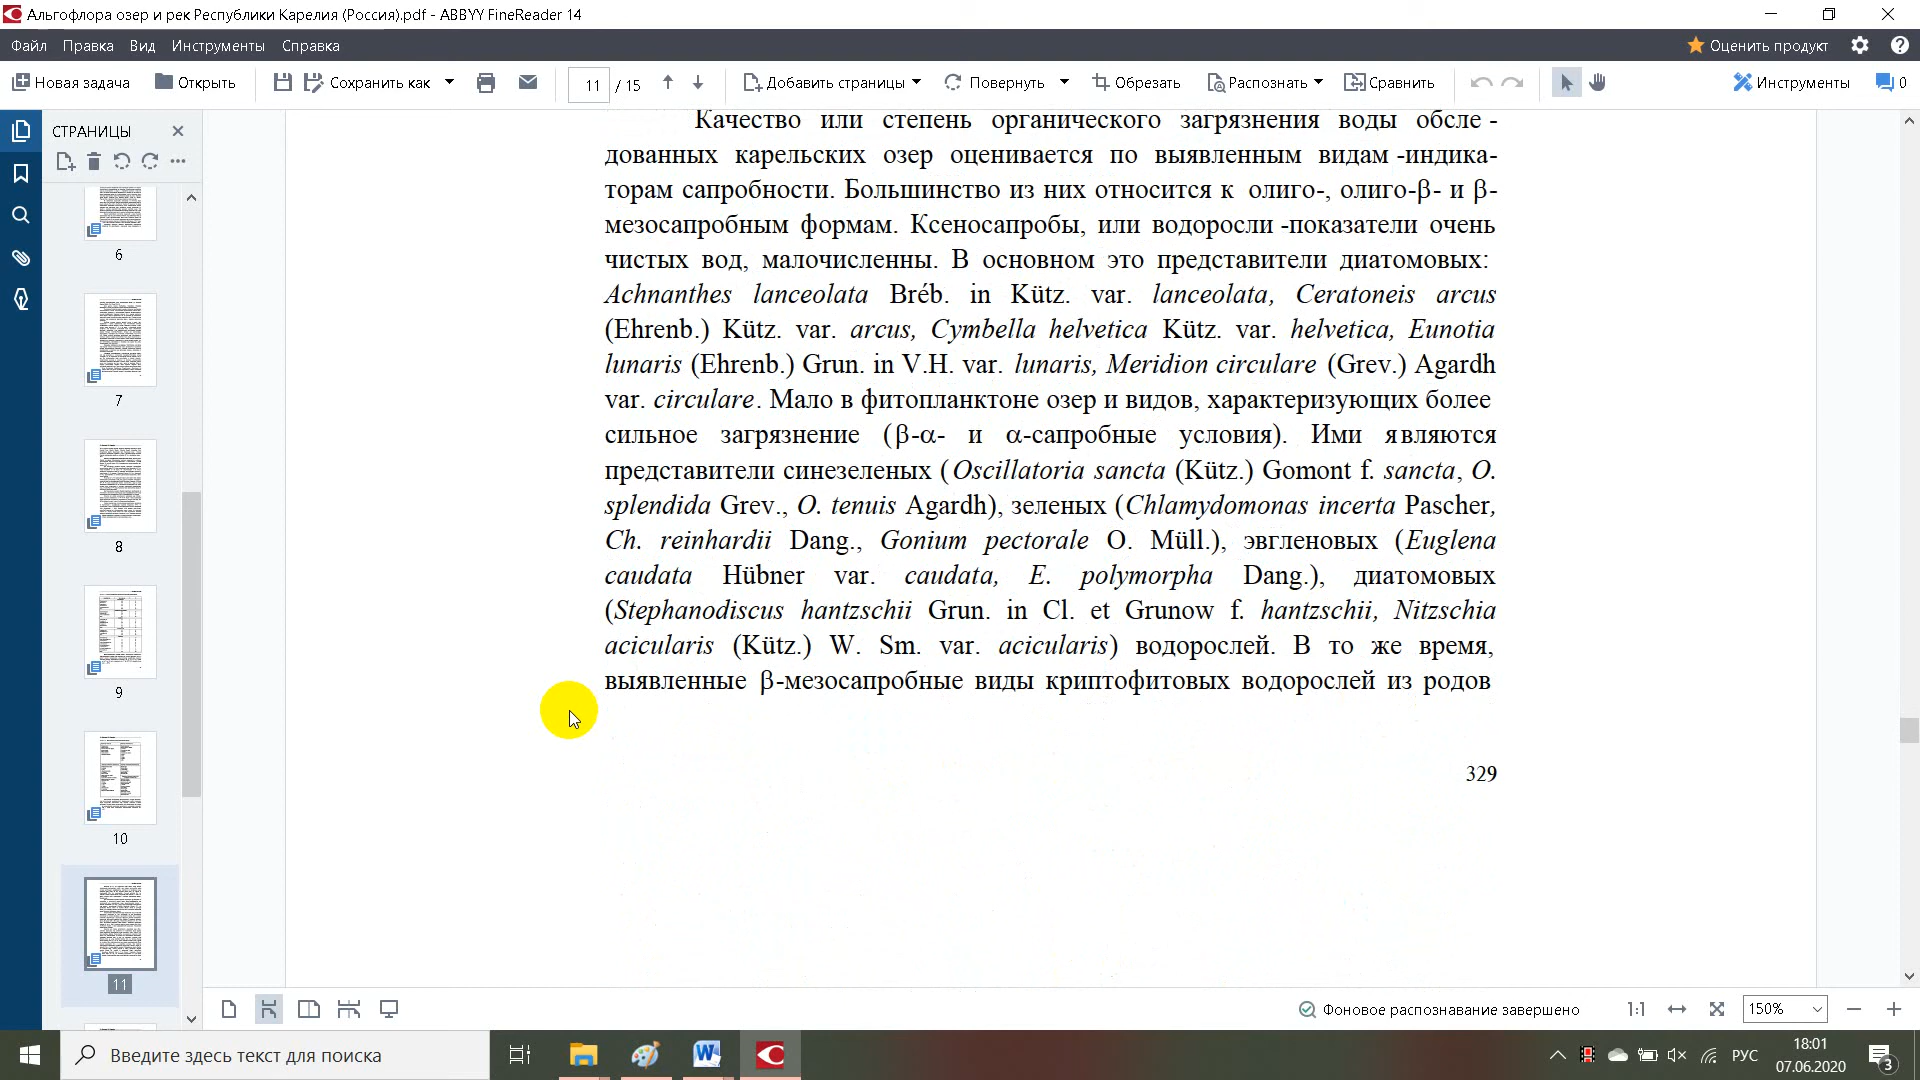 Альгофлора озер и рек Республики Карелия (Россия).pdf - ABBYY FineReader 14
Файл Правка Вид Инструменты Справка
Оценить продукт
Новая задача Открыть Сохранить как 11 / 15 Добавить страницы Повернуть Обрезать Распознать Сравнить Инструменты 0
СТРАНИЦЫ
6
7
8
9
10
11
Качество или степень органического загрязнения воды обсле -
дованных карельских озер оценивается по выявленным видам -индика-
торам сапробности. Большинство из них относится к олиго-, олиго-β- и β-
мезосапробным формам. Ксеносапробы, или водоросли -показатели очень
чистых вод, малочисленны. В основном это представители диатомовых:
Achnanthes lanceolata Bréb. in Kütz. var. lanceolata, Ceratoneis arcus
(Ehrenb.) Kütz. var. arcus, Cymbella helvetica Kütz. var. helvetica, Eunotia
lunaris (Ehrenb.) Grun. in V.H. var. lunaris, Meridion circulare (Grev.) Agardh
var. circulare. Мало в фитопланктоне озер и видов, характеризующих более
сильное загрязнение (β-α- и α-сапробные условия). Ими являются
представители синезеленых (Oscillatoria sancta (Kütz.) Gomont f. sancta, O.
splendida Grev., O. tenuis Agardh), зеленых (Chlamydomonas incerta Pascher,
Ch. reinhardii Dang., Gonium pectorale O. Müll.), эвгленовых (Euglena
caudata Hübner var. caudata, E. polymorpha Dang.), диатомовых
(Stephanodiscus hantzschii Grun. in Cl. et Grunow f. hantzschii, Nitzschia
acicularis (Kütz.) W. Sm. var. acicularis) водорослей. В то же время,
выявленные β-мезосапробные виды криптофитовых водорослей из родов
329
Фоновое распознавание завершено 1:1 150%
Введите здесь текст для поиска
РУС
18:01
07.06.2020
3